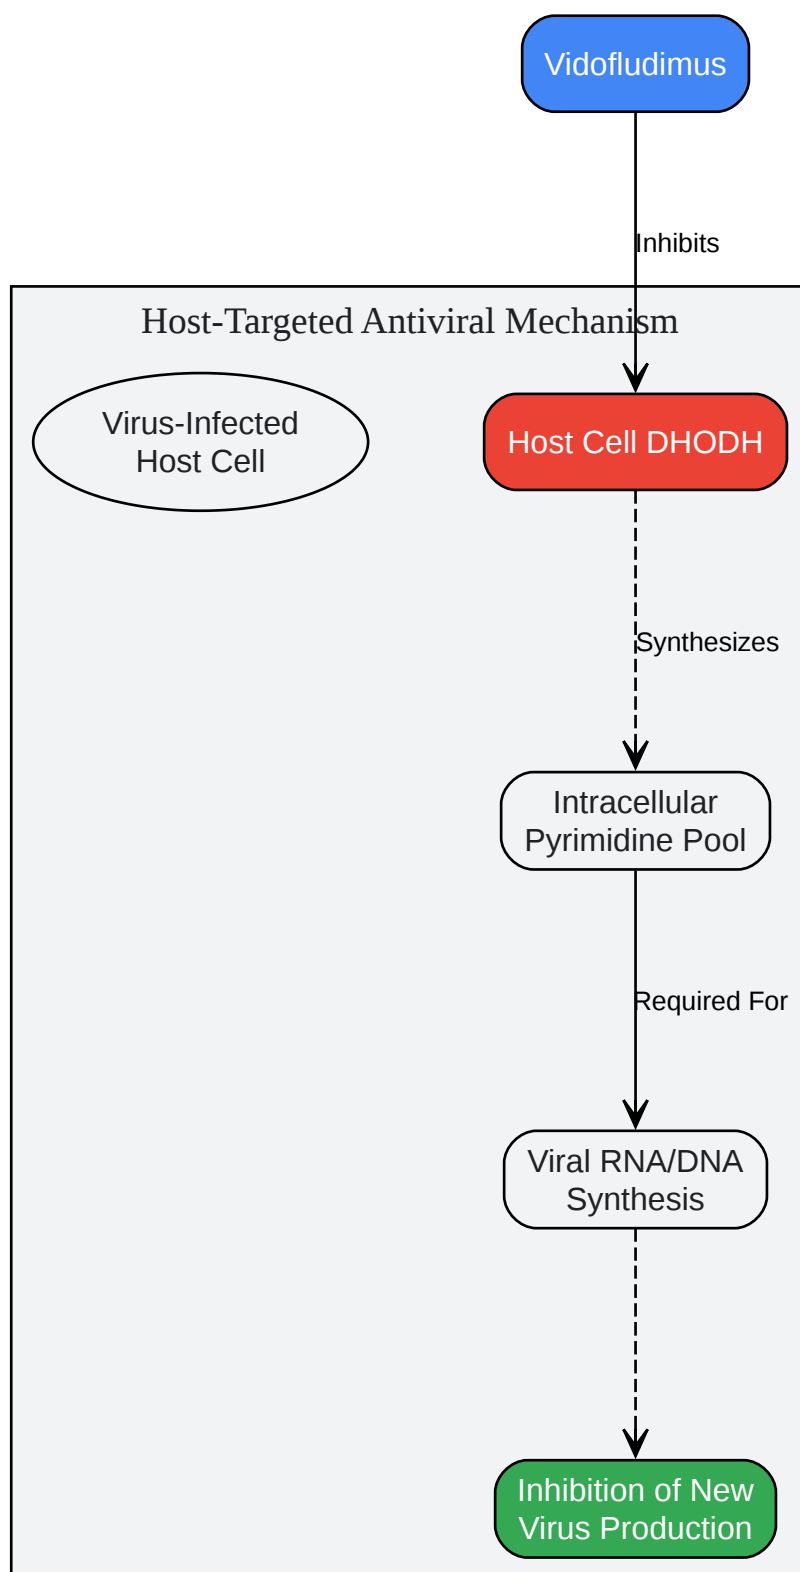 Vidofludimus
Inhibits
Host-Targeted Antiviral Mechanism
Virus-Infected
Host Cell
Host Cell DHODH
Synthesizes
Intracellular
Pyrimidine Pool
Required For
Viral RNA/DNA
Synthesis
Inhibition of New
Virus Production